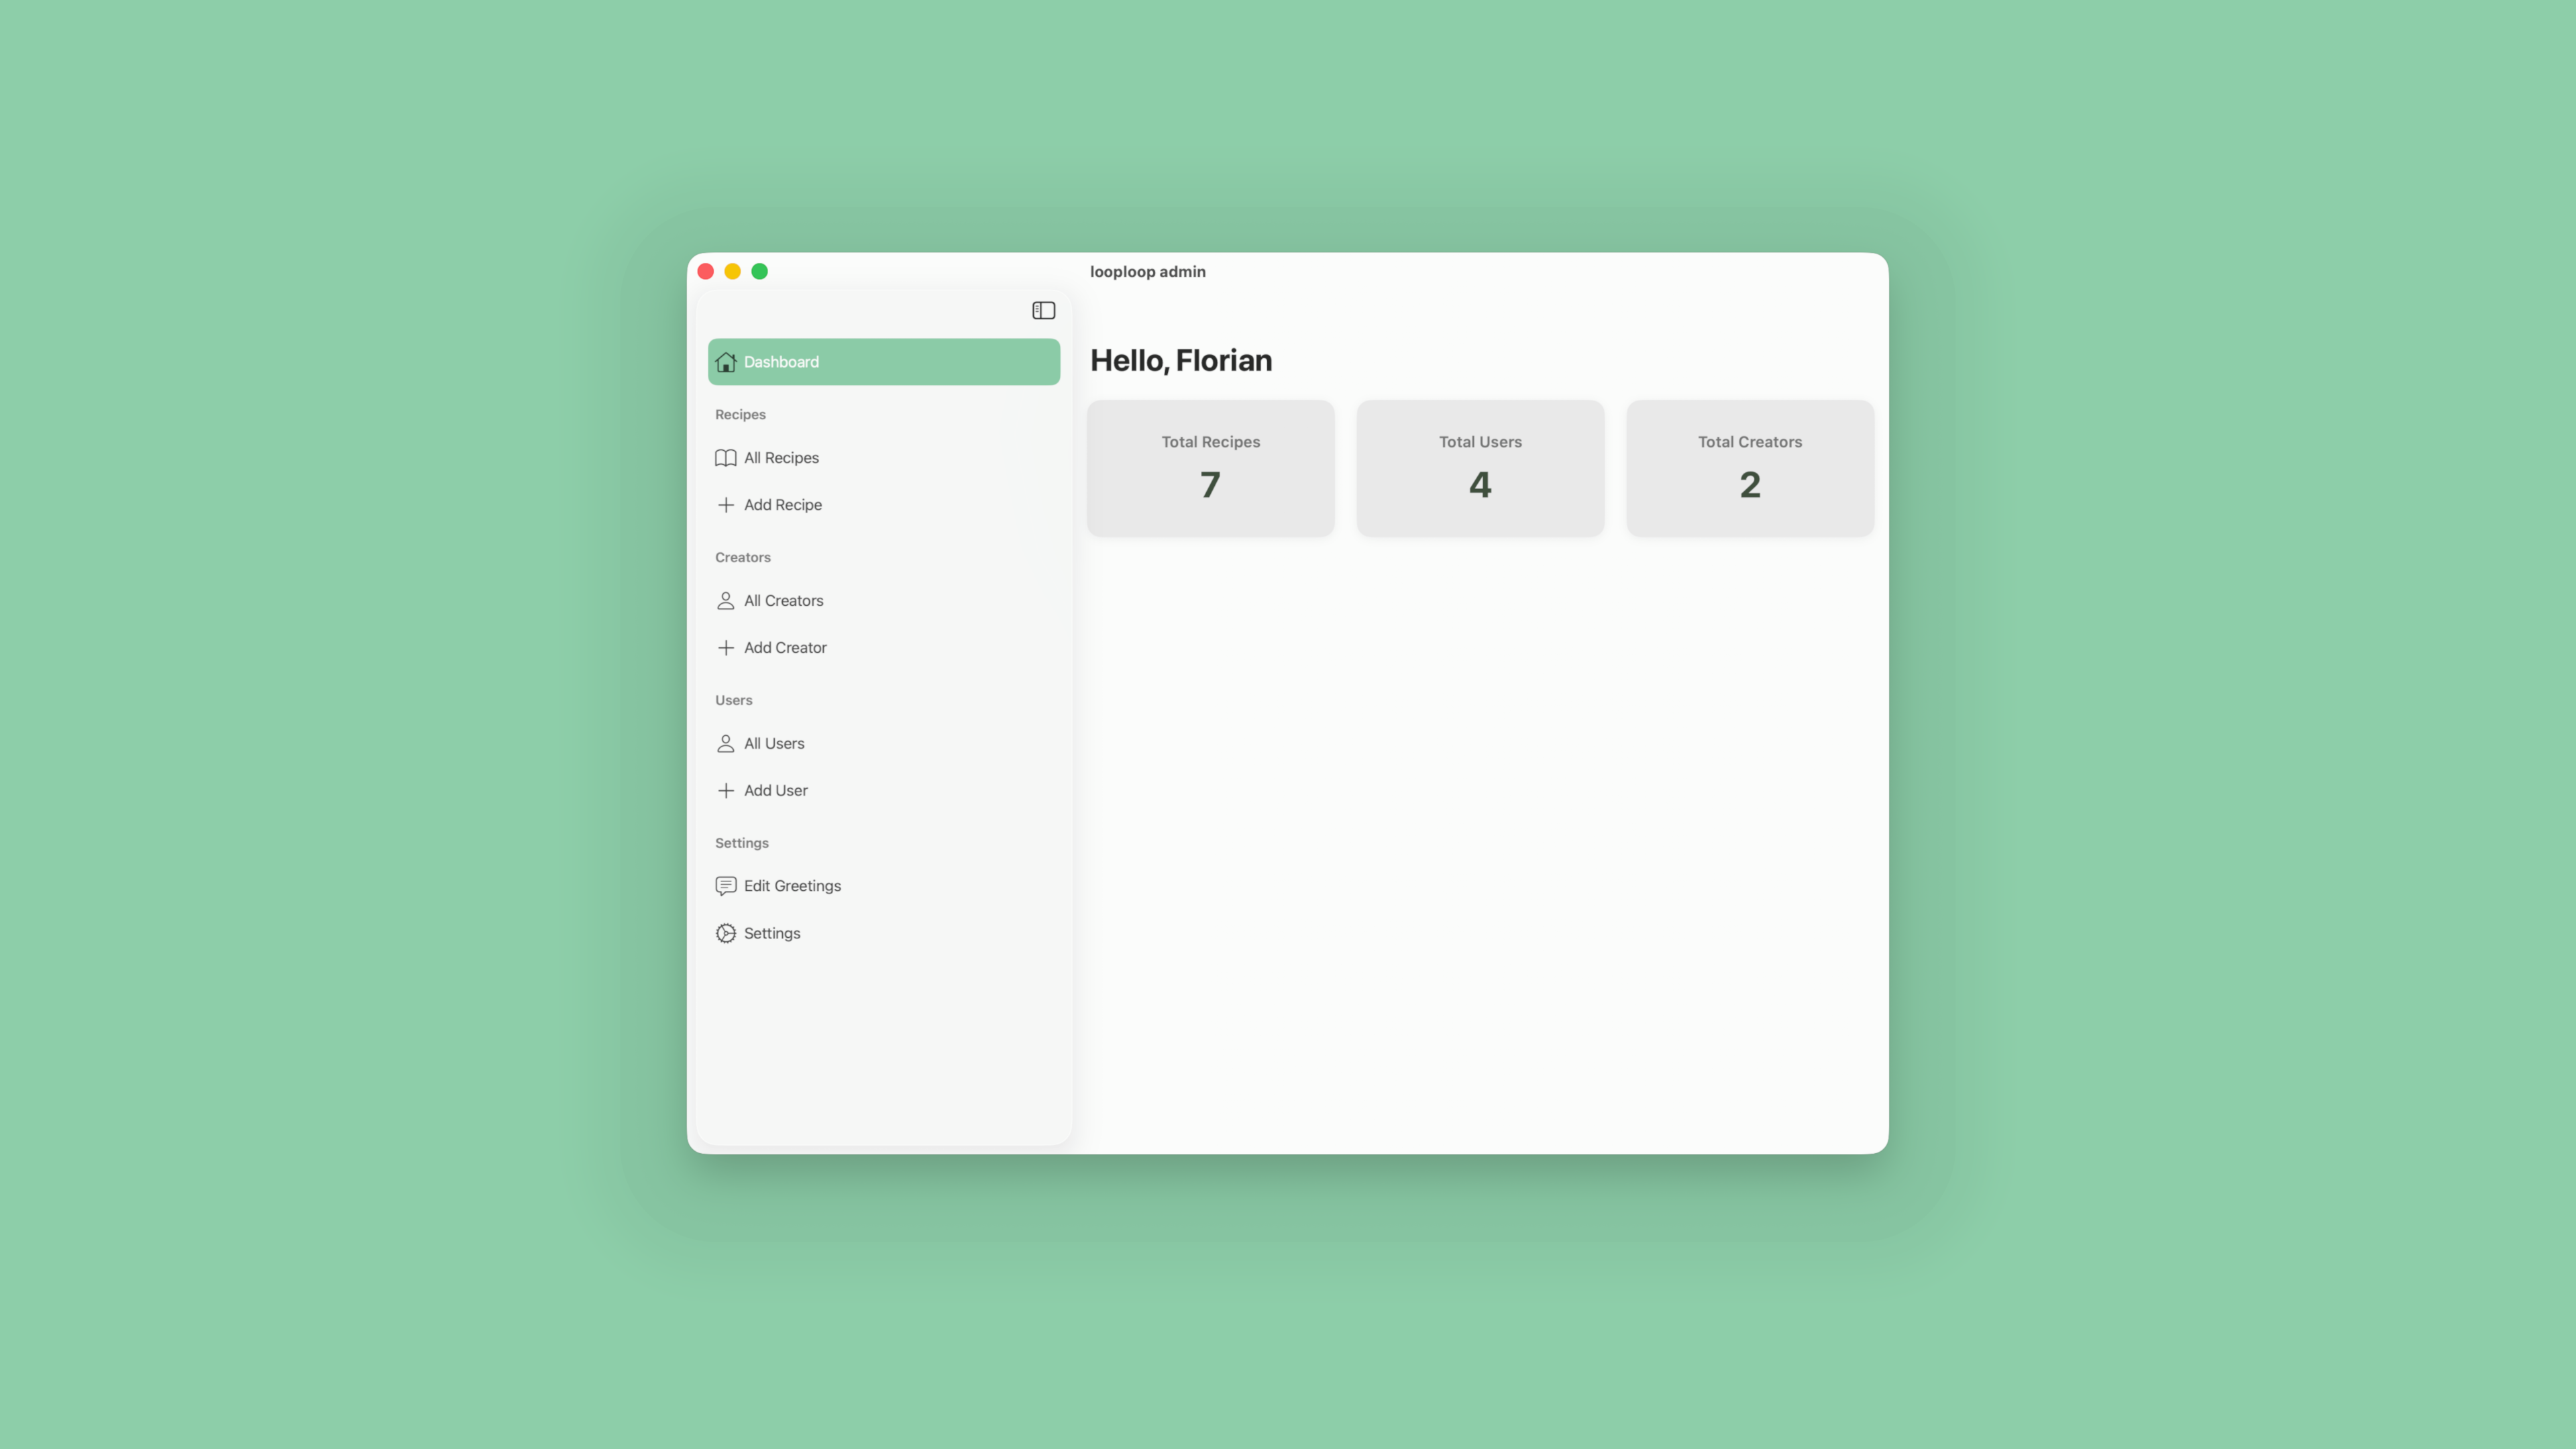 looploop admin
Dashboard
Recipes
All Recipes
Add Recipe
Creators
All Creators
Add Creator
Users
All Users
Add User
Settings
Edit Greetings
Settings
Hello, Florian
Total Recipes
7
Total Users
4
Total Creators
2